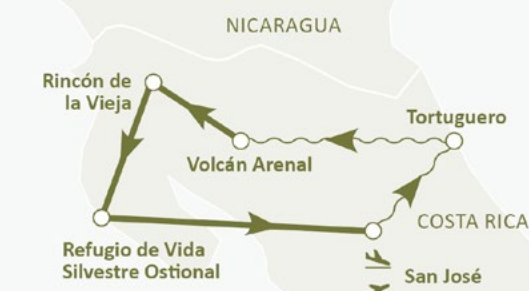 NICARAGUA
Rincón de
la Vieja
Tortuguero
Volcán Arenal
COSTA RICA
Refugio de Vida
Silvestre Ostional
San José